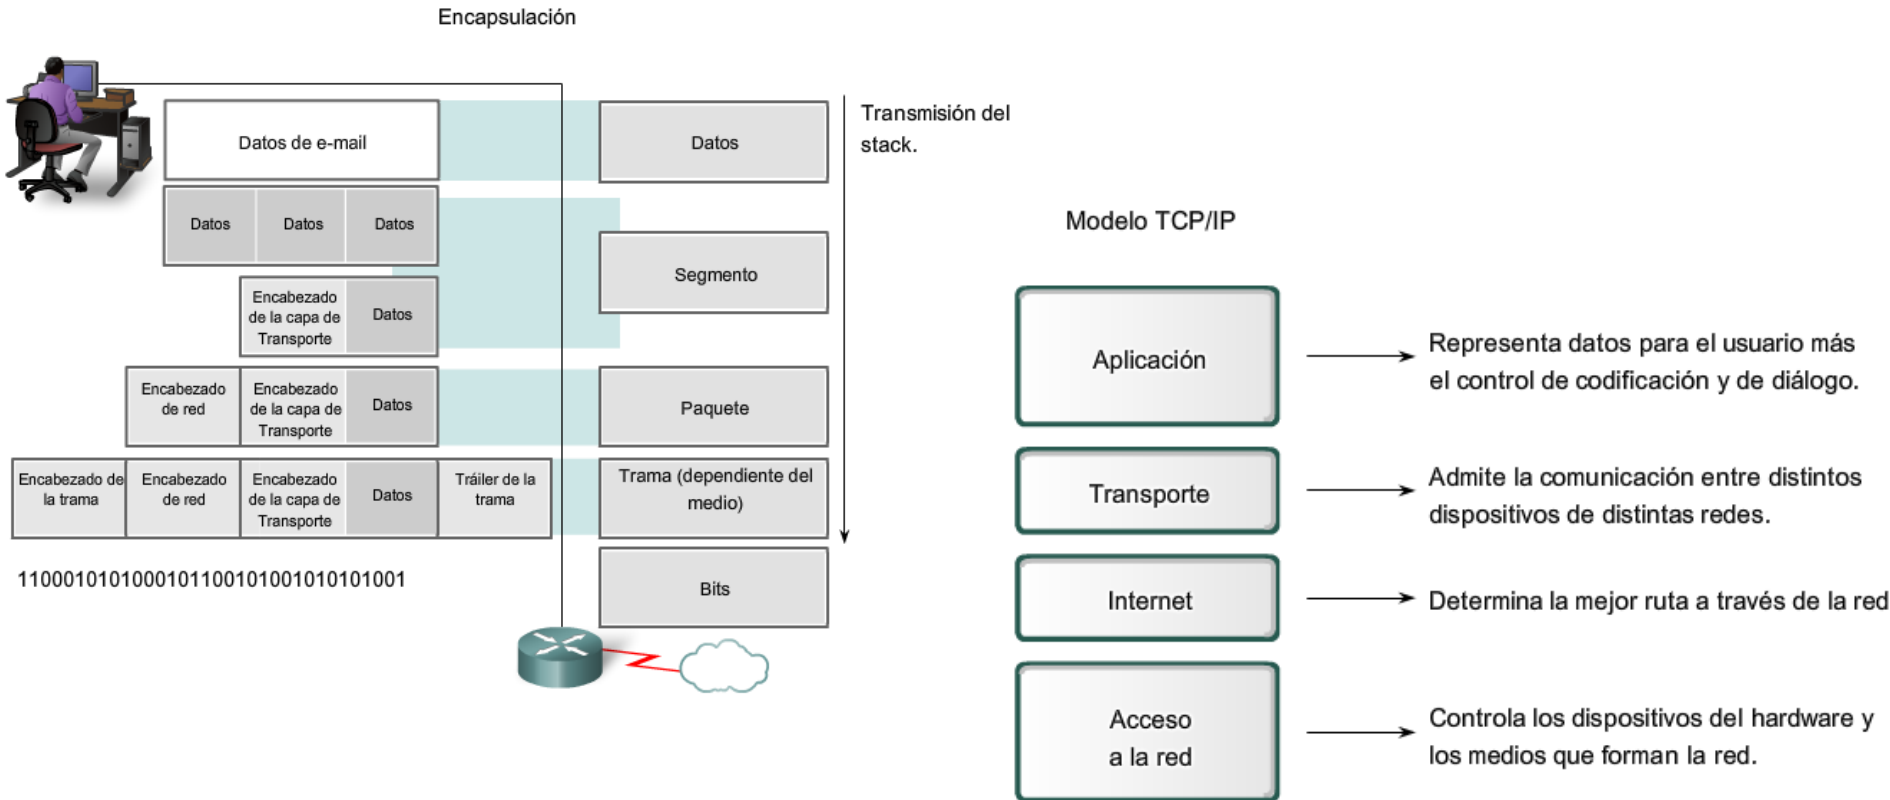 Encapsulación
Datos de e-mail
Datos
Transmisión del
stack.
Datos
Datos
Datos
Segmento
Encabezado
de la capa de
Transporte
Datos
Encabezado
de red
Encabezado
de la capa de
Transporte
Datos
Paquete
Encabezado de
la trama
Encabezado
de red
Encabezado
de la capa de
Transporte
Datos
Tráiler de la
trama
Trama (dependiente del
medio)
1100010101000101100101001010101001
Bits
Modelo TCP/IP
Aplicación
Representa datos para el usuario más
el control de codificación y de diálogo.
Transporte
Admite la comunicación entre distintos
dispositivos de distintas redes.
Internet
Determina la mejor ruta a través de la red
Acceso
a la red
Controla los dispositivos del hardware y
los medios que forman la red.